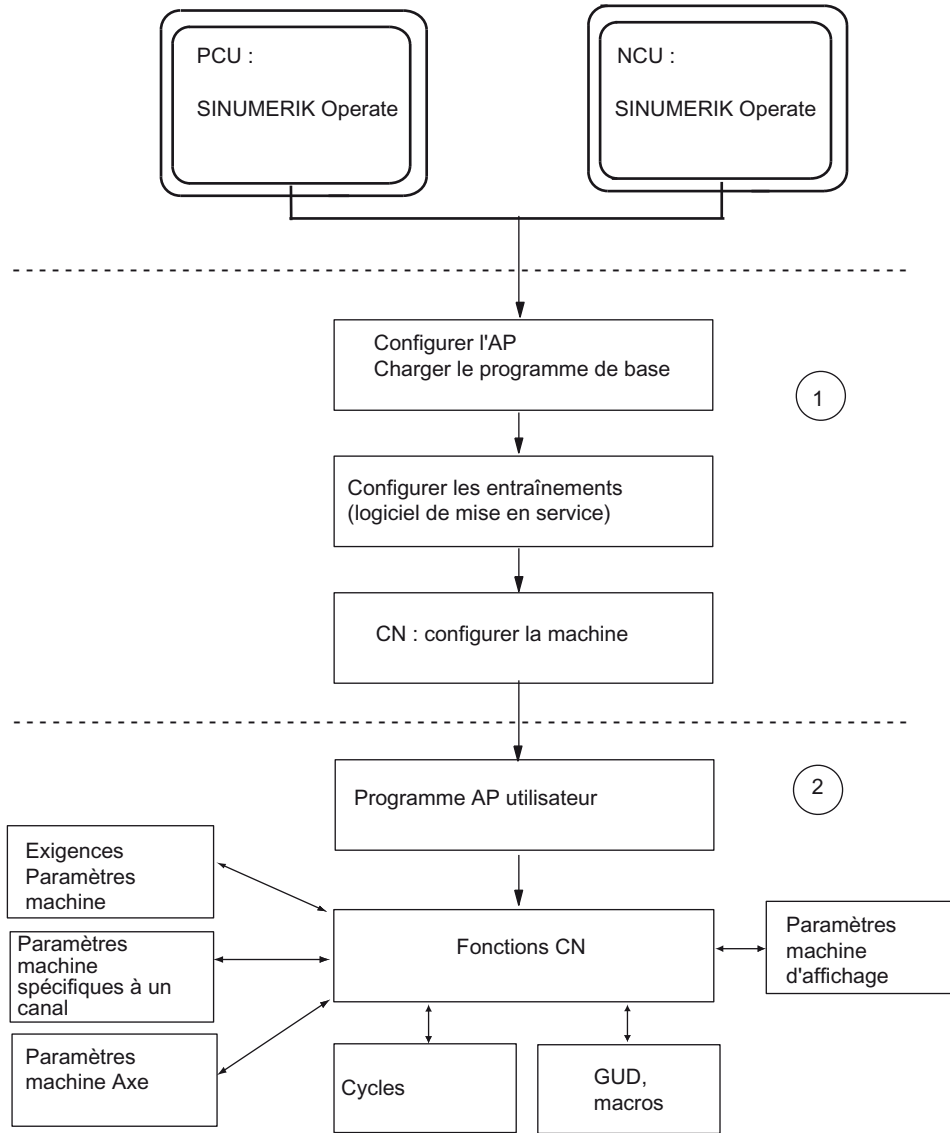 PCU :
SINUMERIK Operate
NCU :
SINUMERIK Operate
Configurer l'AP
Charger le programme de base
1
Configurer les entraînements
(logiciel de mise en service)
CN : configurer la machine
2
Programme AP utilisateur
Exigences
Paramètres
machine
Paramètres
machine
spécifiques à un
canal
Paramètres
machine Axe
Fonctions CN
Paramètres
machine
d'affichage
Cycles
GUD,
macros